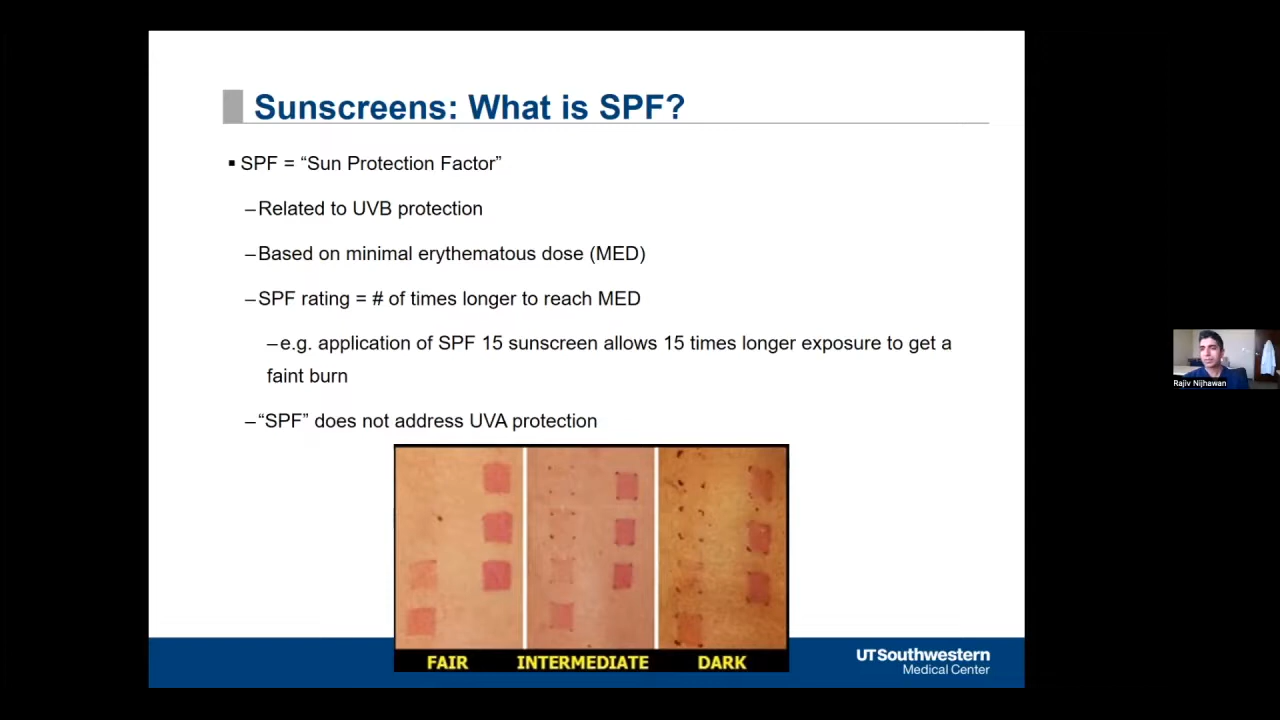 Sunscreens: What is SPF?
▪ SPF = “Sun Protection Factor”
–Related to UVB protection
–Based on minimal erythematous dose (MED)
–SPF rating = # of times longer to reach MED
–e.g. application of SPF 15 sunscreen allows 15 times longer exposure to get a
faint burn
–“SPF” does not address UVA protection
FAIR INTERMEDIATE DARK
UTSouthwestern
Medical Center
Rajiv Nijhawan